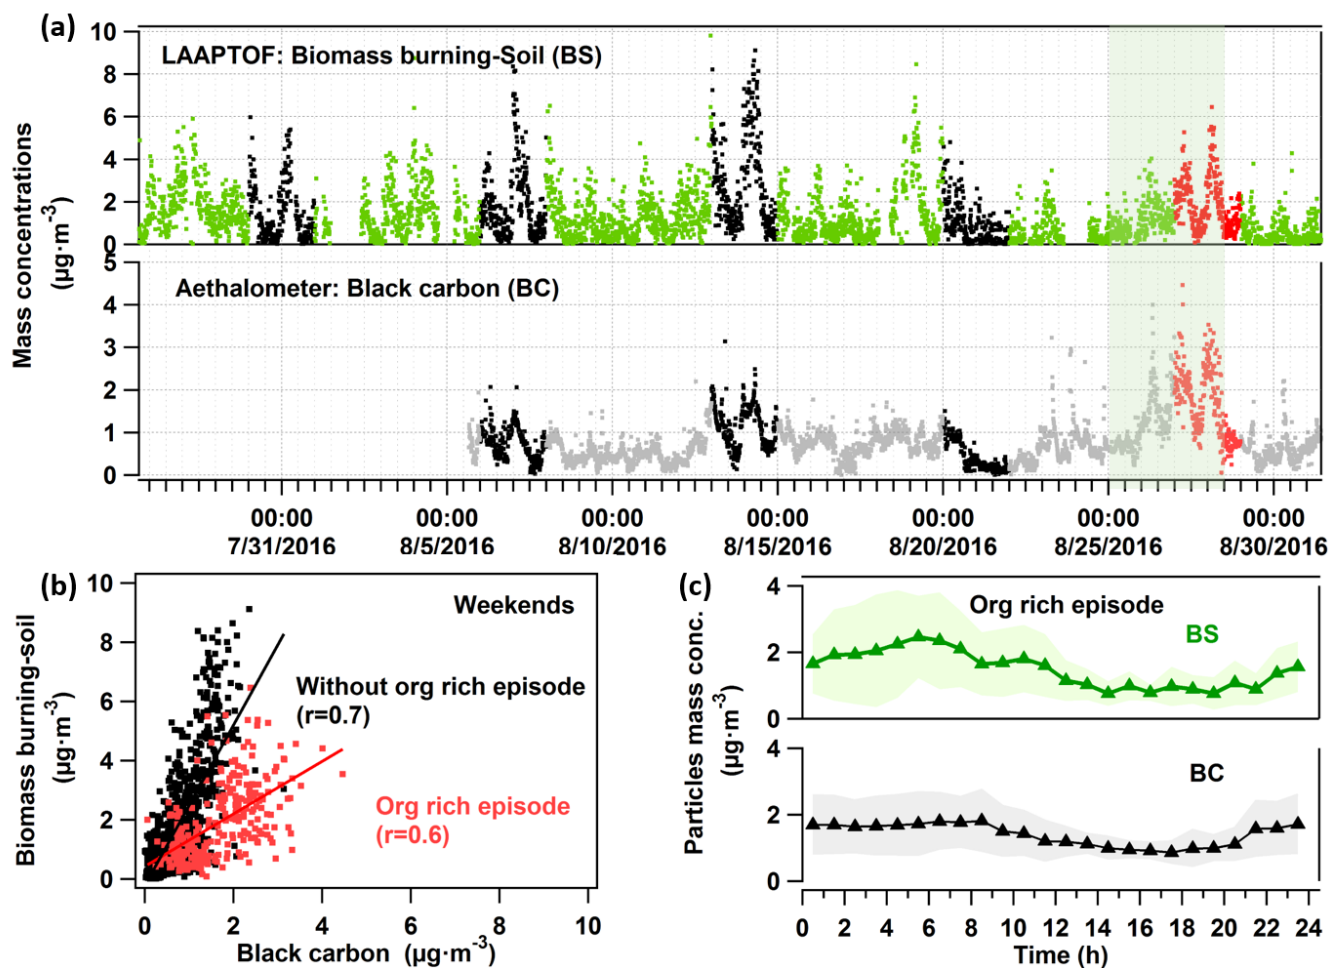 (a)
LAAPTOF: Biomass burning-Soil (BS)
10
8
6
4
2
0
Mass concentrations
(µg·m-3)
Aethalometer: Black carbon (BC)
5
4
3
2
1
0
00:00 00:00 00:00 00:00 00:00 00:00 00:00
7/31/2016 8/5/2016 8/10/2016 8/15/2016 8/20/2016 8/25/2016 8/30/2016
(b)
Weekends
Without org rich episode
(r=0.7)
Org rich episode
(r=0.6)
10
8
6
4
2
0
Biomass burning-soil
(µg·m-3)
0 2 4 6 8 10
Black carbon (µg·m-3)
(c)
Org rich episode
BS
4
2
0
Particles mass conc.
(µg·m-3)
BC
4
2
0
0 2 4 6 8 10 12 14 16 18 20 22 24
Time (h)